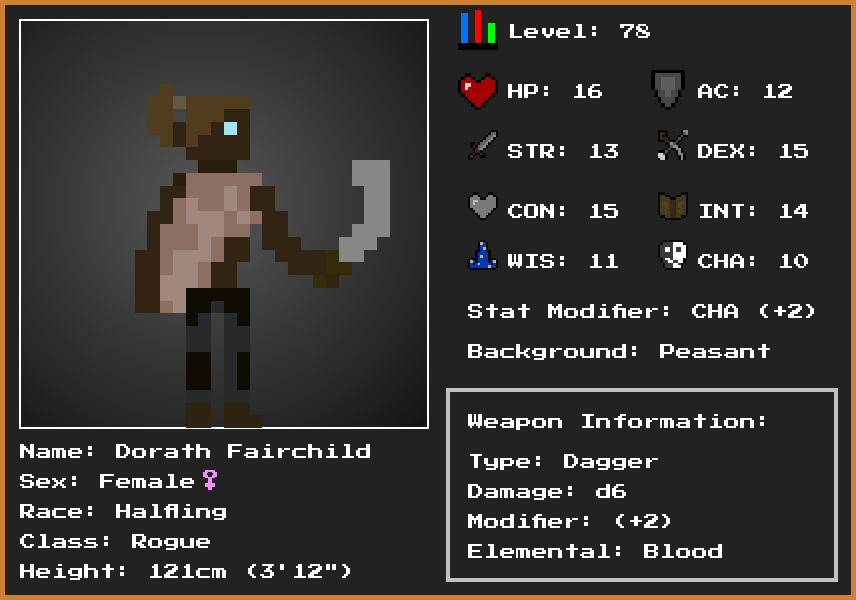 Level: 78
HP: 16
AC: 12
STR: 13
DEX: 15
CON: 15
INT: 14
WIS: 11
CHA: 10
Stat Modifier: CHA (+2)
Background: Peasant
Weapon Information:
Type: Dagger
Damage: d6
Modifier: (+2)
Elemental: Blood
Name: Dorath Fairchild
Sex: Female♀
Race: Halfling
Class: Rogue
Height: 121cm (3'12")